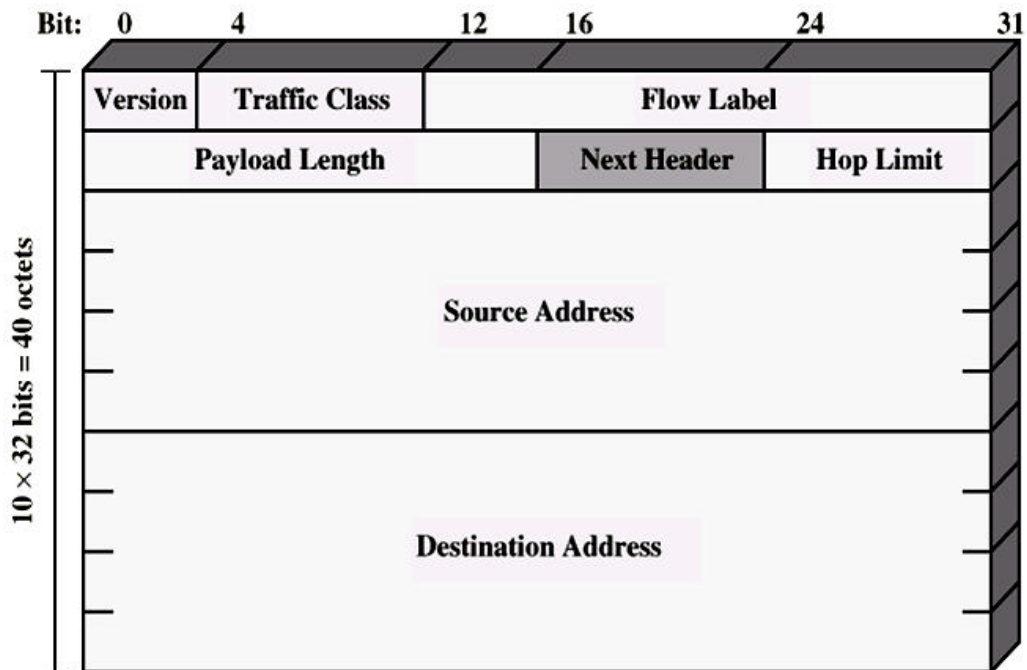 Bit: 0 4 12 16 24 31
Version Traffic Class Flow Label
Payload Length Next Header Hop Limit
Source Address
10 × 32 bits = 40 octets
Destination Address